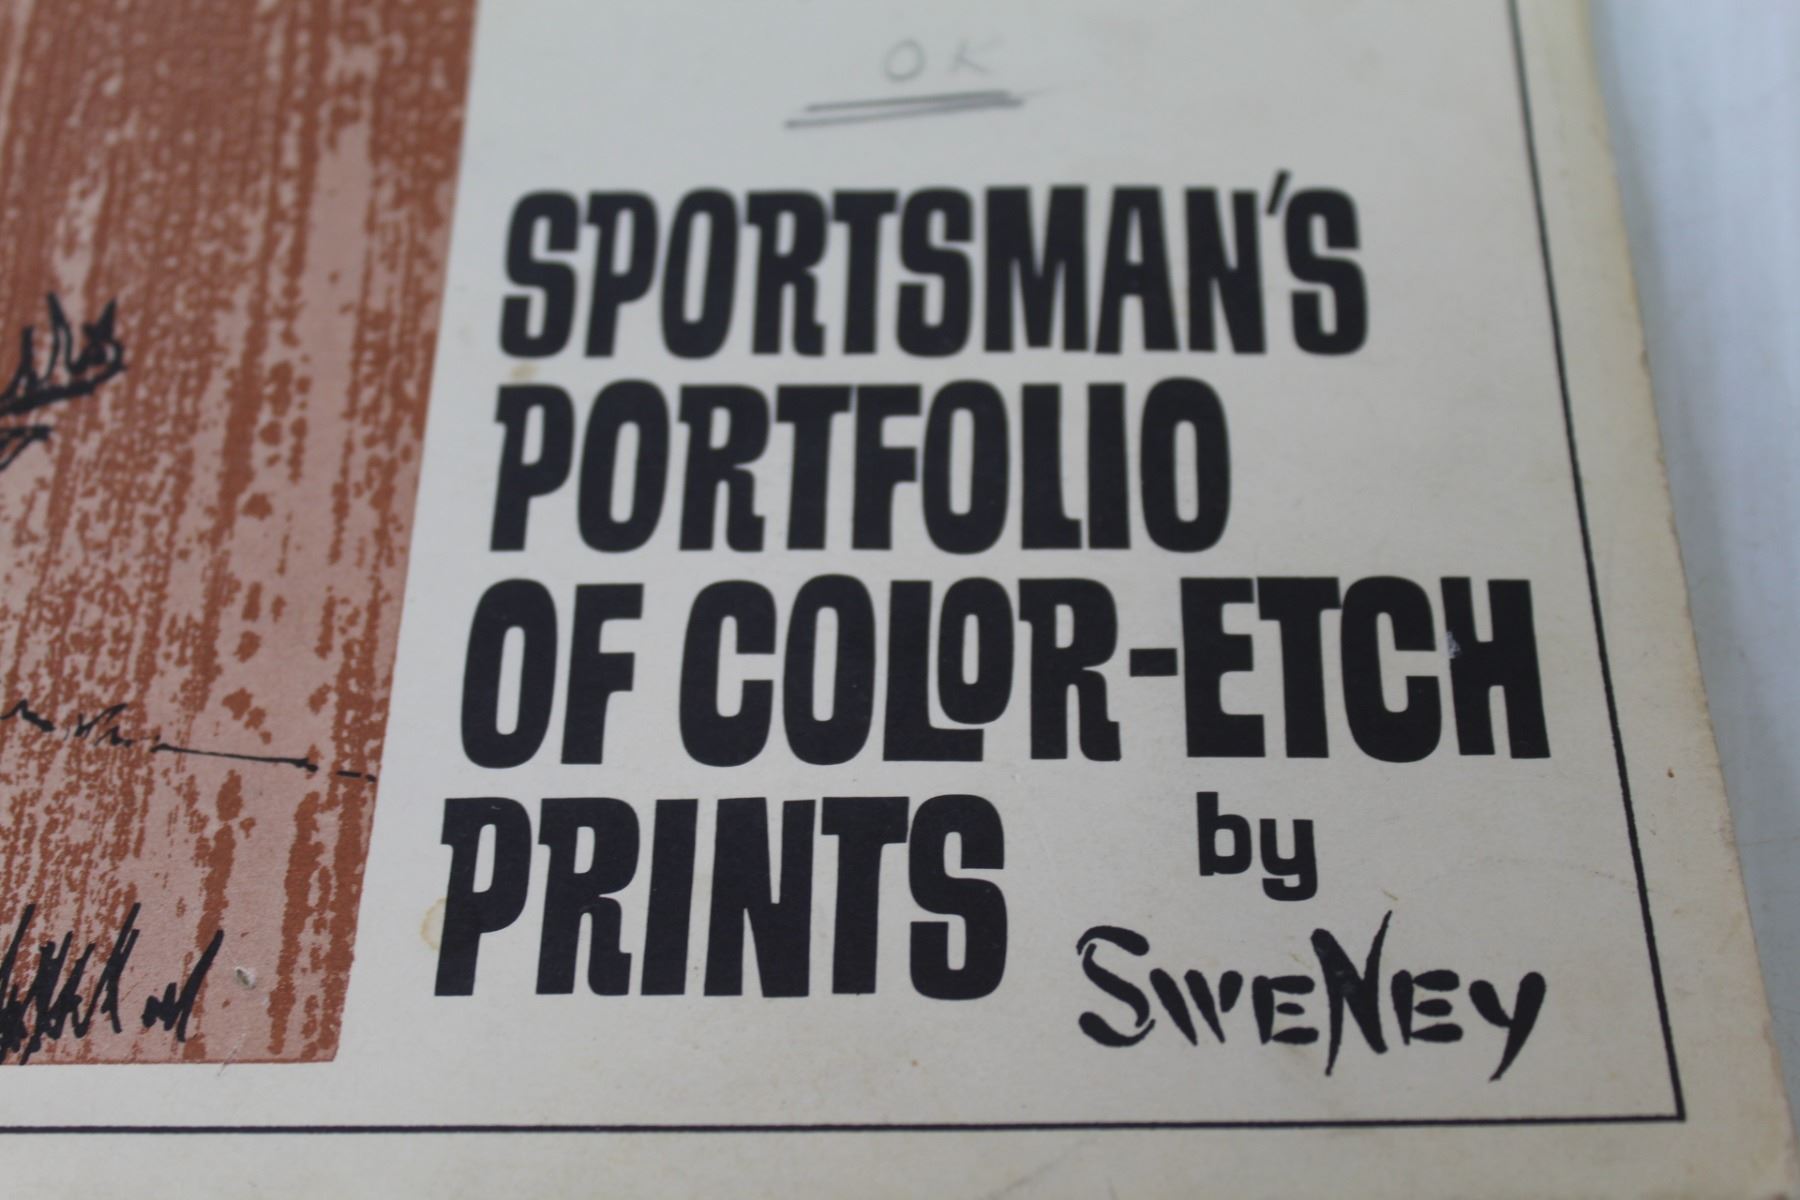 OK
SPORTSMAN'S
PORTFOLIO
OF COLOR-ETCH
PRINTS by
SWENEY